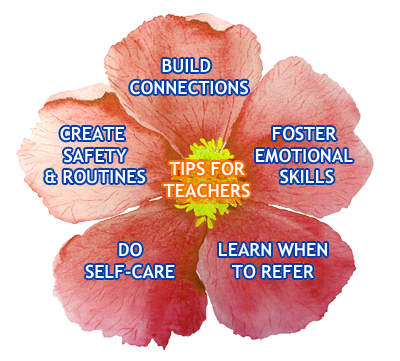 BUILD
CONNECTIONS
CREATE
SAFETY
& ROUTINES
FOSTER
EMOTIONAL
SKILLS
TIPS FOR
TEACHERS
DO
SELF-CARE
LEARN WHEN
TO REFER